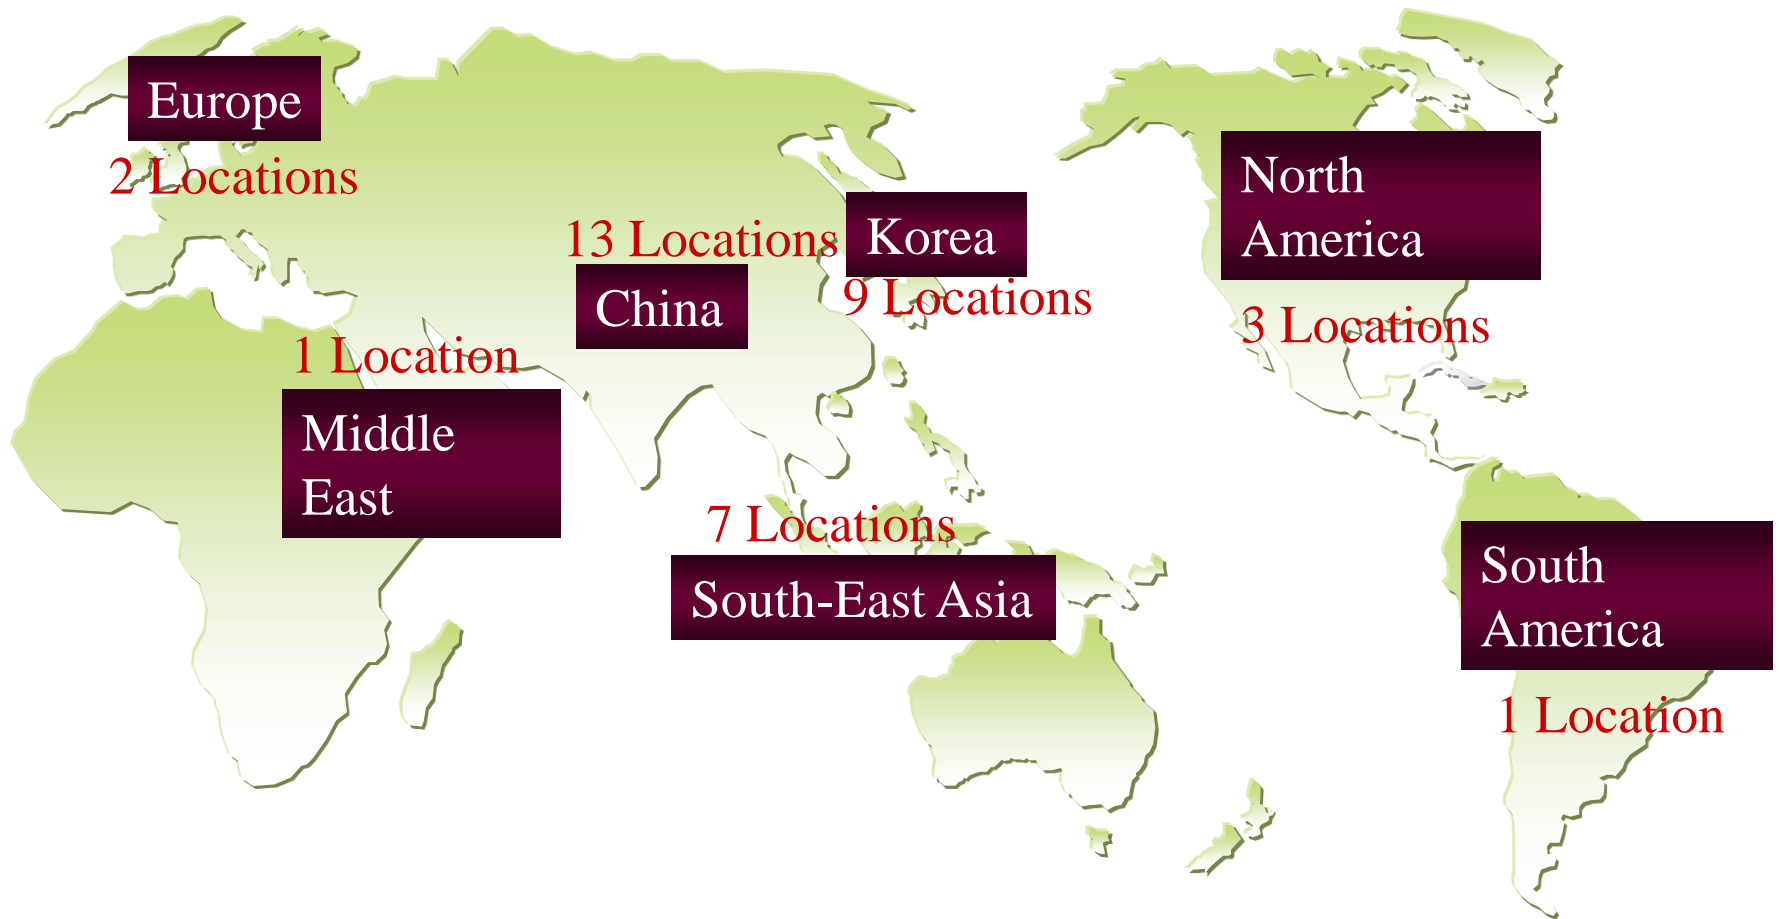 Europe
2 Locations
13 Locations
China
Korea
9 Locations
North
America
3 Locations
1 Location
Middle
East
7 Locations
South-East Asia
South
America
1 Location